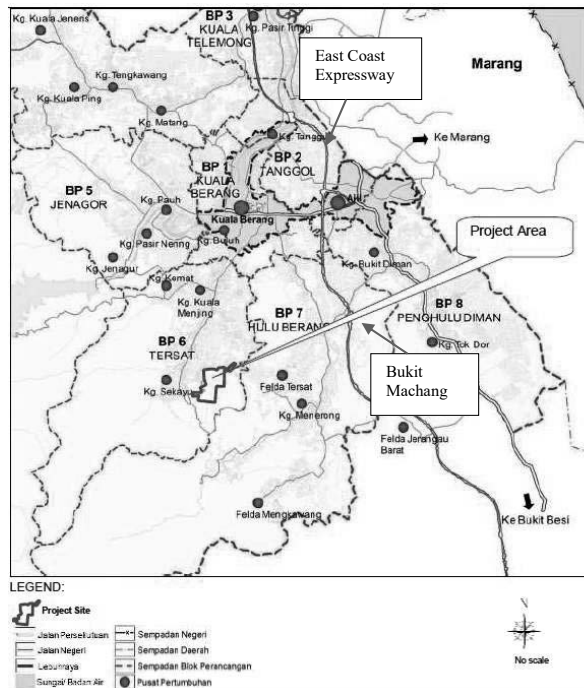 BP 3
KUALA
TELEMONG
Kg. Kuala Jeneris
Kg. Pasir Tinggi
East Coast
Expressway
Marang
Kg. Tengkawang
Kg. Kuala Ping
Kg. Matang
Kg. Tanggul
Ke Marang
BP 1
KUALA
BERANG
BP 2
TANGGOL
BP 5
JENAGOR
Kg. Pauh
Kuala Berang
Ajil
Project Area
Kg. Pasir Nering
Kg. Buluh
Kg. Jenagur
Kg. Bukit Diman
Kg. Kemat
Kg. Kuala
Menjing
BP 7
HULU BERANG
BP 8
PENGHULU DIMAN
BP 6
TERSAT
Kg. Tok Dor
Kg. Sekayu
Felda Tersat
Bukit
Machang
Kg. Menerong
Felda Jerangau
Barat
Felda Mengkawang
Ke Bukit Besi
LEGEND:
Project Site
Jalan Persekutuan
Jalan Negeri
Lebuhraya
Sungai/ Badan Air
Sempadan Negeri
Sempadan Daerah
Sempadan Blok Perancangan
Pusat Pertumbuhan
No scale